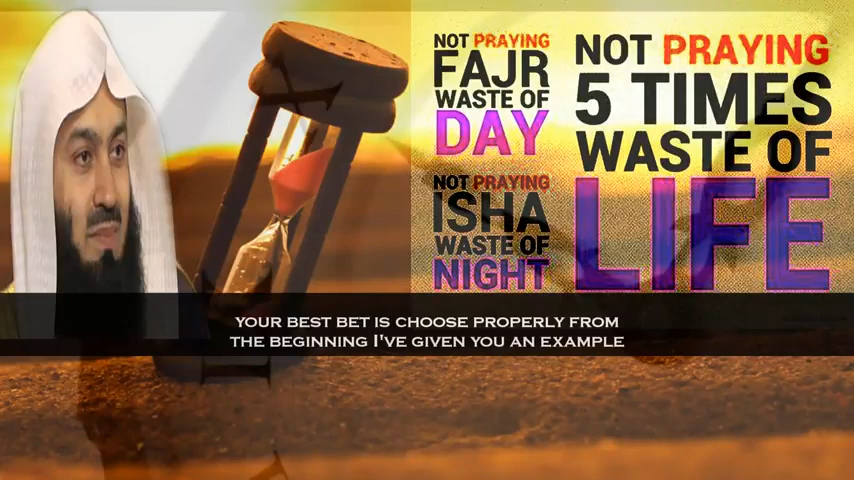 NOT PRAYING
FAJR
WASTE OF
DAY
NOT PRAYING
ISHA
WASTE OF
NIGHT
NOT PRAYING
5 TIMES
WASTE OF
LIFE
YOUR BEST BET IS CHOOSE PROPERLY FROM
THE BEGINNING I'VE GIVEN YOU AN EXAMPLE